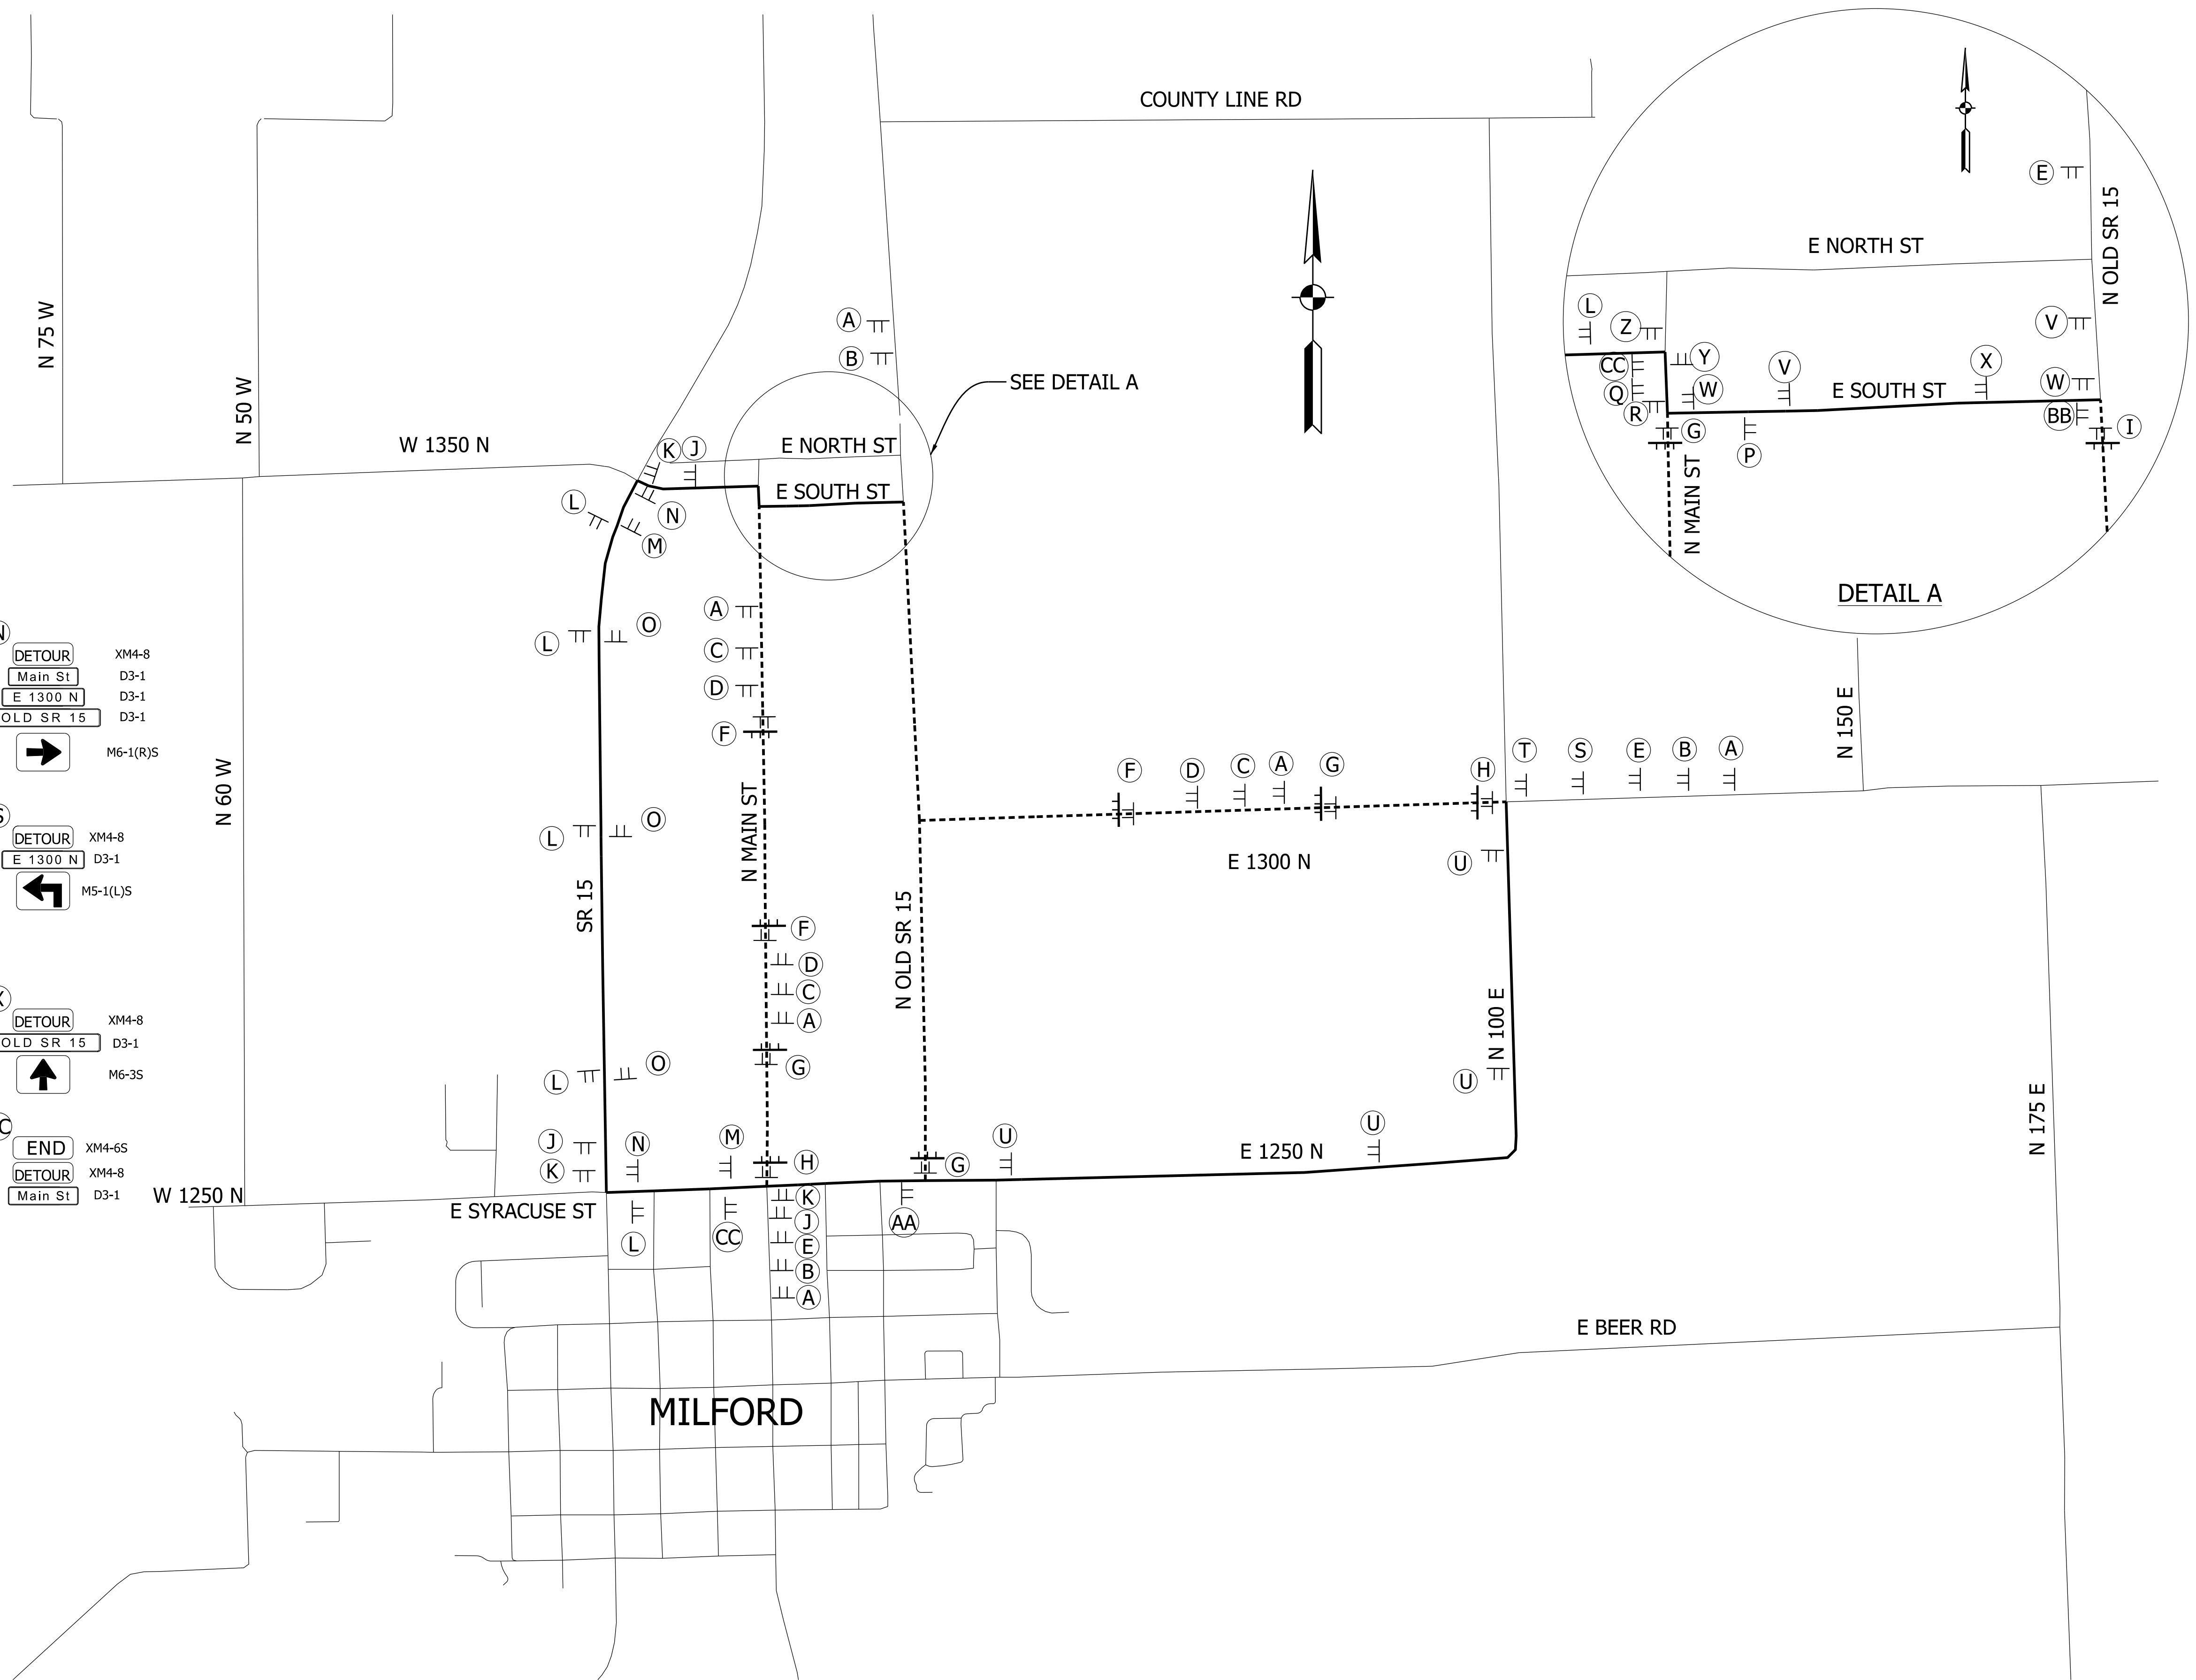 COUNTY LINE RD
E
N OLD SR 15
E NORTH ST
L
Z
V
CC
Y
V
X
Q
W
E SOUTH ST
W
R
G
BB
I
P
N MAIN ST
DETAIL A
N 75 W
N 50 W
A
B
SEE DETAIL A
W 1350 N
K
J
E NORTH ST
E SOUTH ST
L
N
M
A
O
L
C
D
F
DETOUR XM4-8
Main St D3-1
E 1300 N D3-1
OLD SR 15 D3-1
M6-1(R)S
N 60 W
N 150 E
T
S
E
B
A
F
D
C
A
G
H
DETOUR XM4-8
E 1300 N D3-1
M5-1(L)S
N MAIN ST
O
L
E 1300 N
U
SR 15
N OLD SR 15
F
D
C
A
G
N 100 E
DETOUR XM4-8
OLD SR 15 D3-1
M6-3S
O
L
U
N 175 E
END XM4-6S
DETOUR XM4-8
Main St D3-1
J
K
N
M
H
G
U
U
E 1250 N
W 1250 N
E SYRACUSE ST
L
CC
K
J
E
B
A
AA
E BEER RD
MILFORD